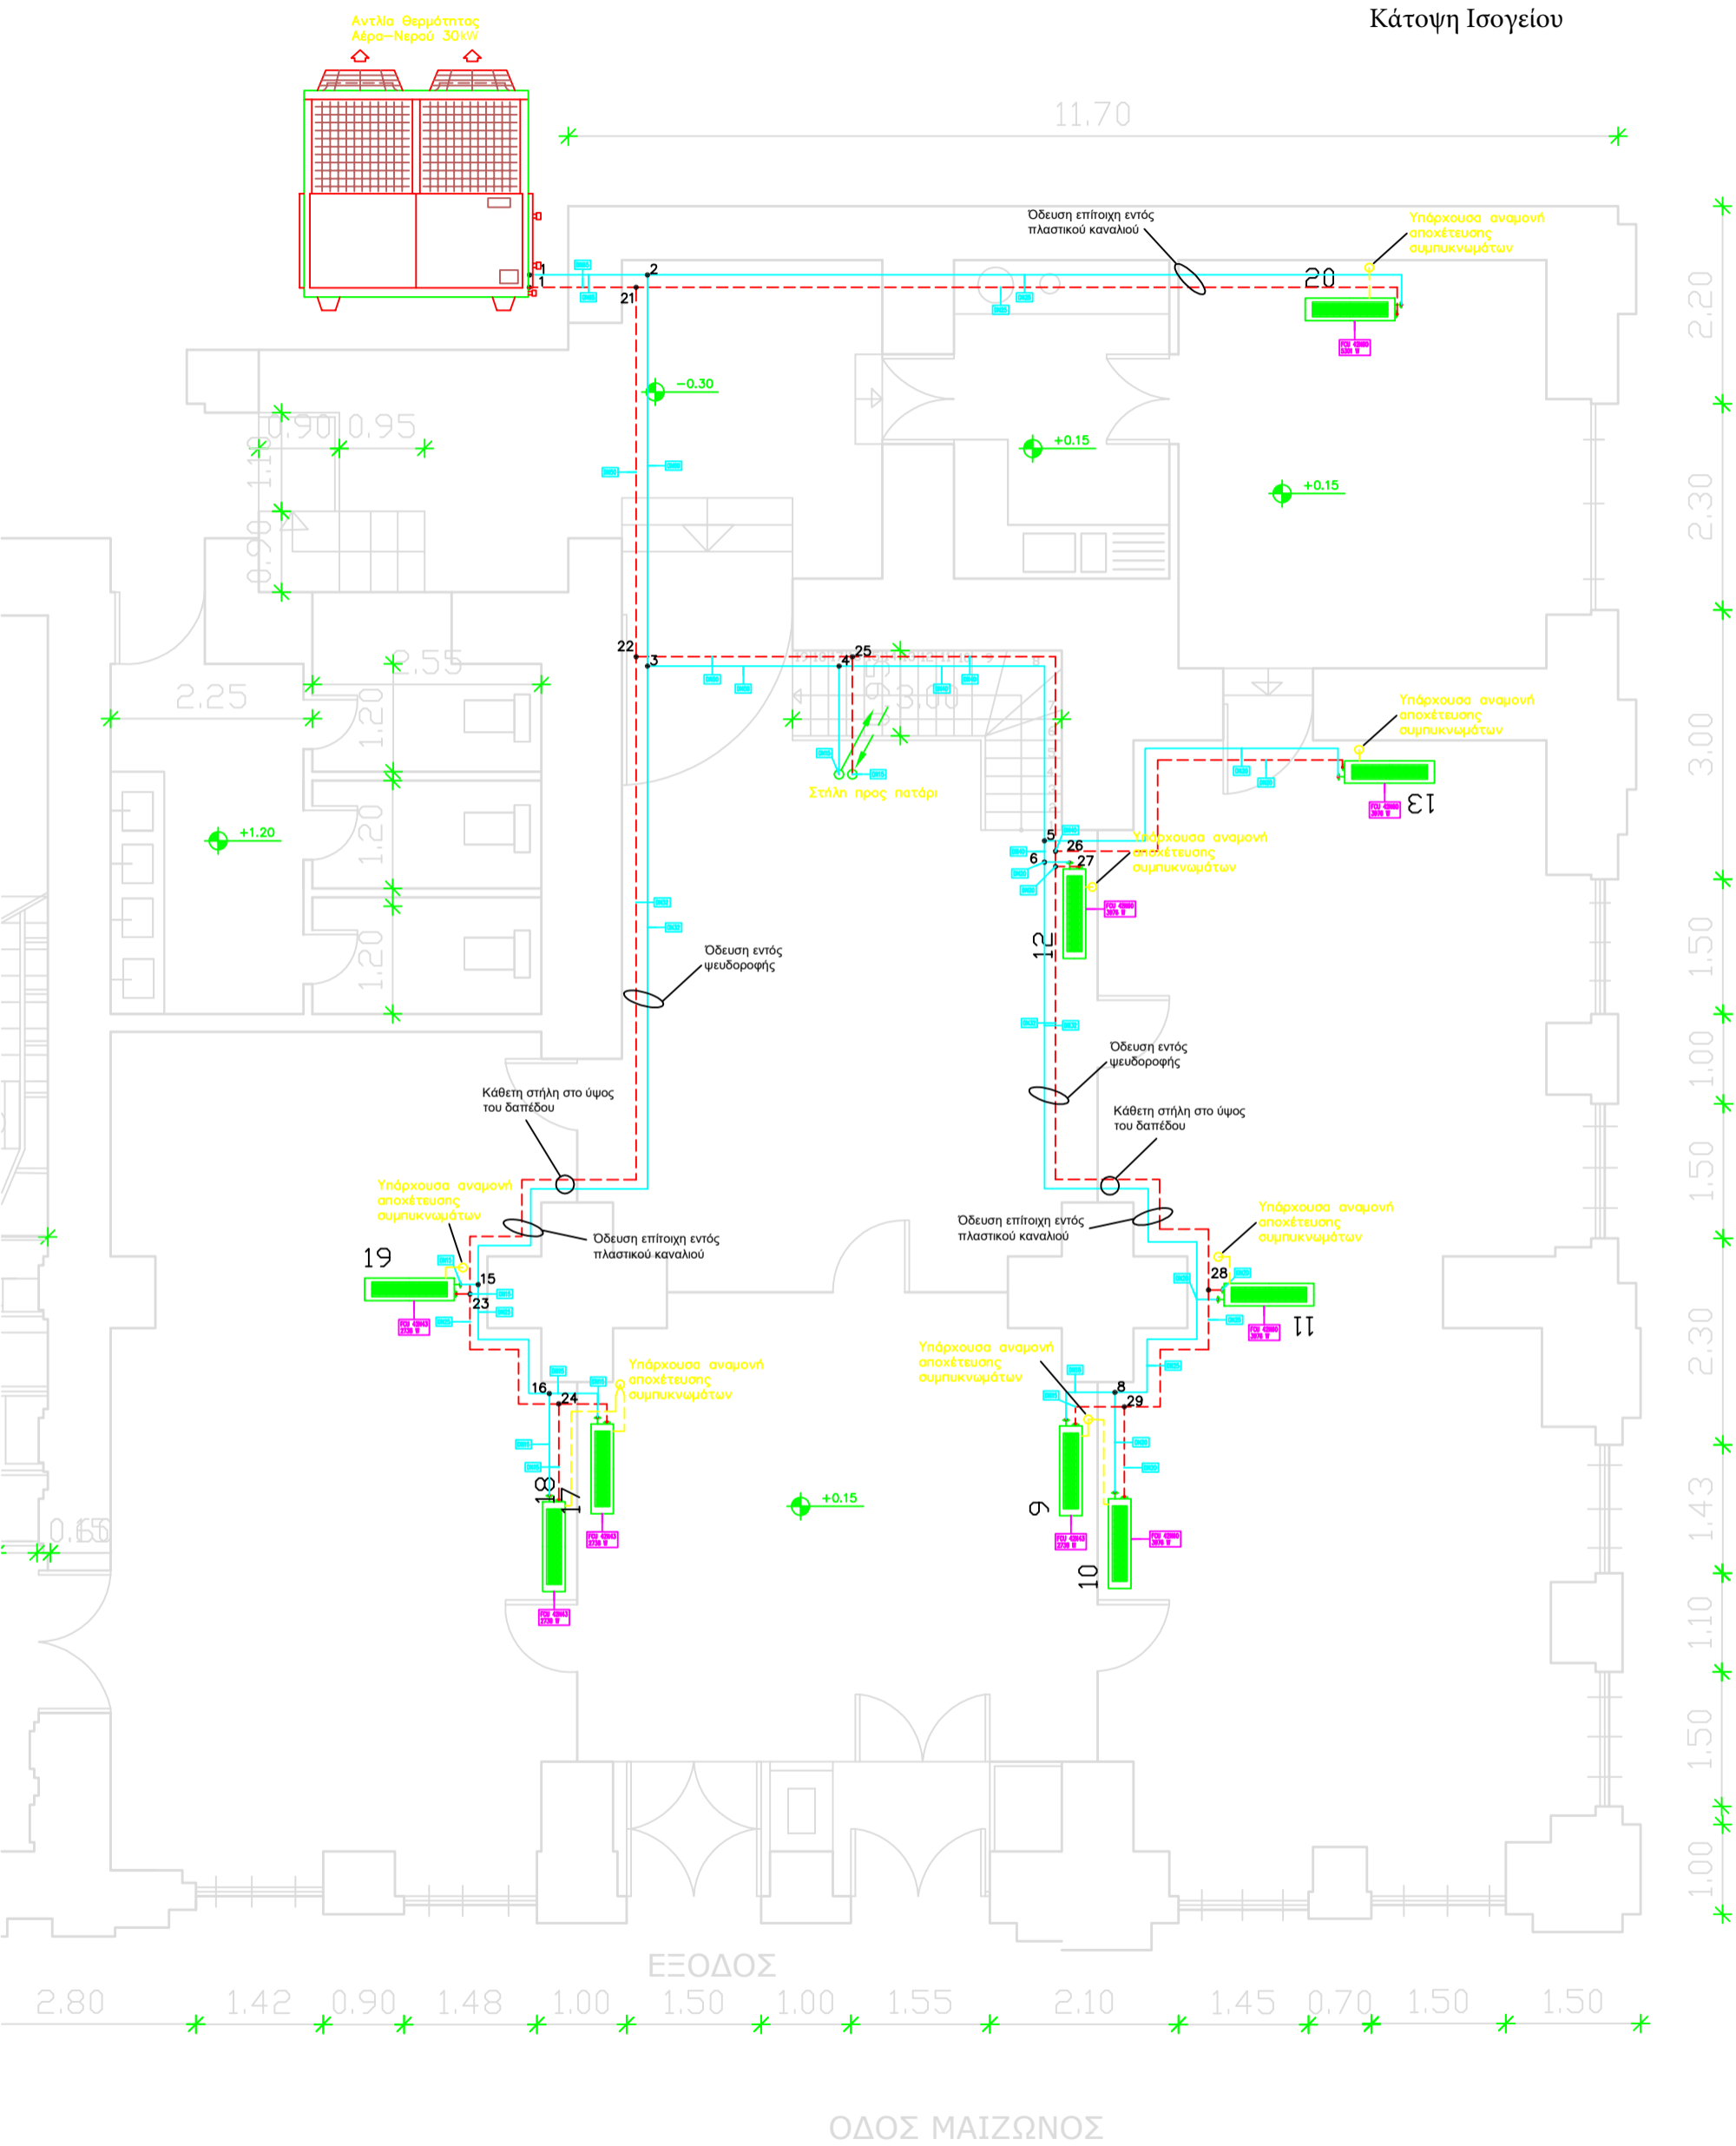 Κάτοψη Ισογείου
Αντλία θερμότητας
Αέρα-Νερού 30kW
11.70
Όδευση επίτοιχη εντός
πλαστικού καναλιού
Υπάρχουσα αναμονή
αποχέτευσης
συμπυκνωμάτων
1
1
2
21
20
2.20
-0.30
0.90
0.95
1.10
+0.15
+0.15
2.30
0.90
22
3
4
25
2.55
2.25
1.20
3.00
Υπάρχουσα αναμονή
αποχέτευσης
συμπυκνωμάτων
3.00
Στήλη προς πατάρι
13
+1.20
1.20
5
26
6
27
Υπάρχουσα αναμονή
αποχέτευσης
συμπυκνωμάτων
12
1.20
Όδευση εντός
ψευδοροφής
1.50
Όδευση εντός
ψευδοροφής
1.00
Κάθετη στήλη στο ύψος
του δαπέδου
Κάθετη στήλη στο ύψος
του δαπέδου
1.50
Υπάρχουσα αναμονή
αποχέτευσης
συμπυκνωμάτων
Όδευση επίτοιχη εντός
πλαστικού καναλιού
Όδευση επίτοιχη εντός
πλαστικού καναλιού
Υπάρχουσα αναμονή
αποχέτευσης
συμπυκνωμάτων
19
15
23
28
11
2.30
Υπάρχουσα αναμονή
αποχέτευσης
συμπυκνωμάτων
Υπάρχουσα αναμονή
αποχέτευσης
συμπυκνωμάτων
16
24
8
29
18
17
9
10
+0.15
1.43
1.10
1.50
1.00
ΕΞΟΔΟΣ
2.80
1.42
0.90
1.48
1.00
1.50
1.00
1.55
2.10
1.45
0.70
1.50
1.50
ΟΔΟΣ ΜΑΙΖΩΝΟΣ